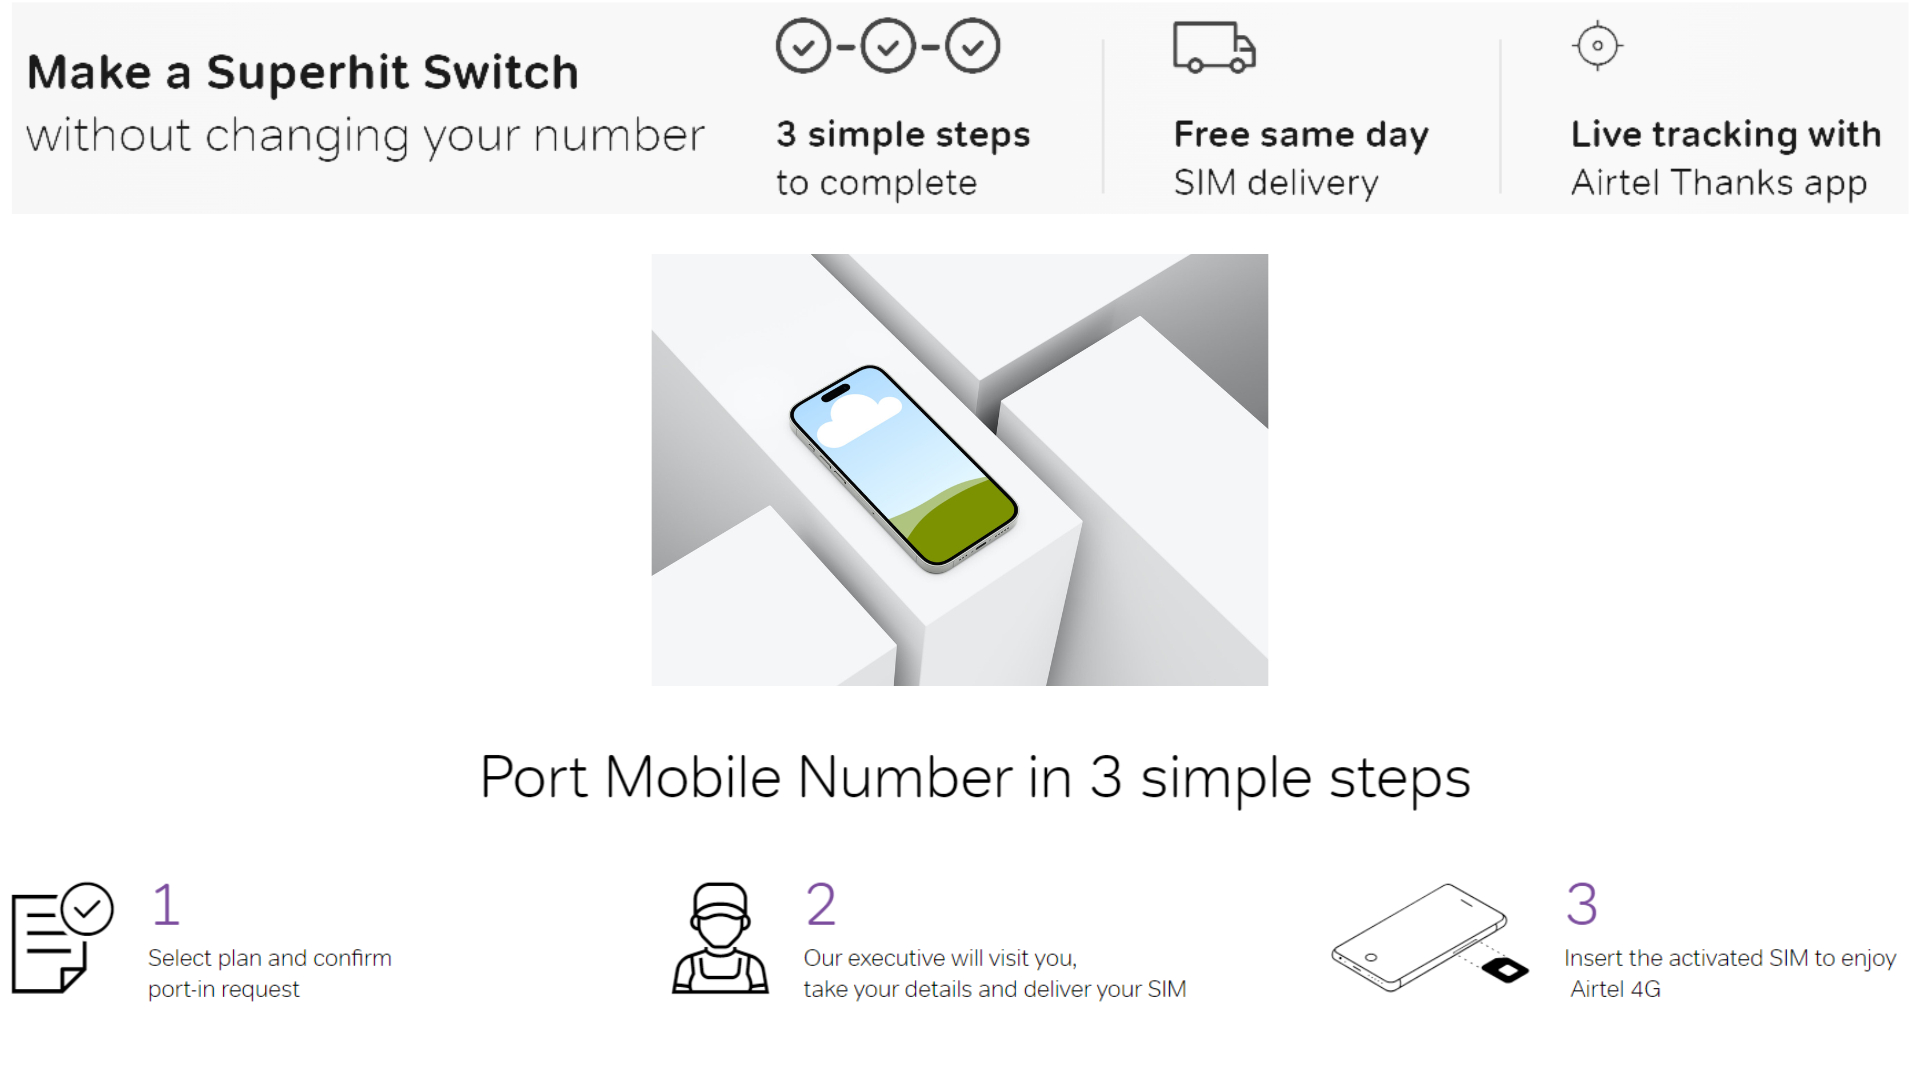 Make a Superhit Switch
without changing your number
3 simple steps
to complete
Free same day
SIM delivery
Live tracking with
Airtel Thanks app
Port Mobile Number in 3 simple steps
1
Select plan and confirm
port-in request
2
Our executive will visit you,
take your details and deliver your SIM
3
Insert the activated SIM to enjoy
Airtel 4G